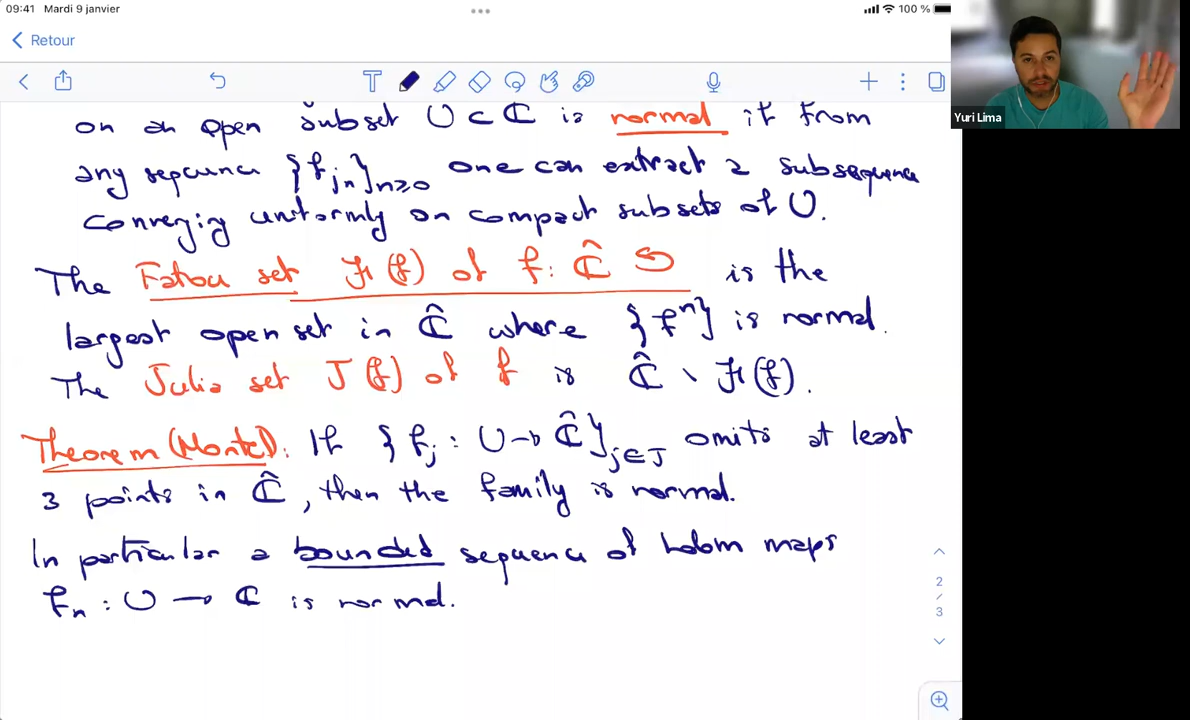 09:41 Mardi 9 janvier
100 %
Retour
on an open subset U ⊂ ℂ is normal if from
any sequence {f_{j_n}}_{n≥0} one can extract a subsequence
converging uniformly on compact subsets of U.
The Fatou set F(f) of f: Ĉ ↺ is the
largest open set in Ĉ where {fⁿ} is normal.
The Julia set J(f) of f is Ĉ \ F(f).
Theorem (Montel): If {f_j : U → Ĉ}_{j∈J} omits at least
3 points in Ĉ, then the family is normal.
In particular a bounded sequence of holom maps
f_n : U → ℂ is normal.
2
/
3
Yuri Lima